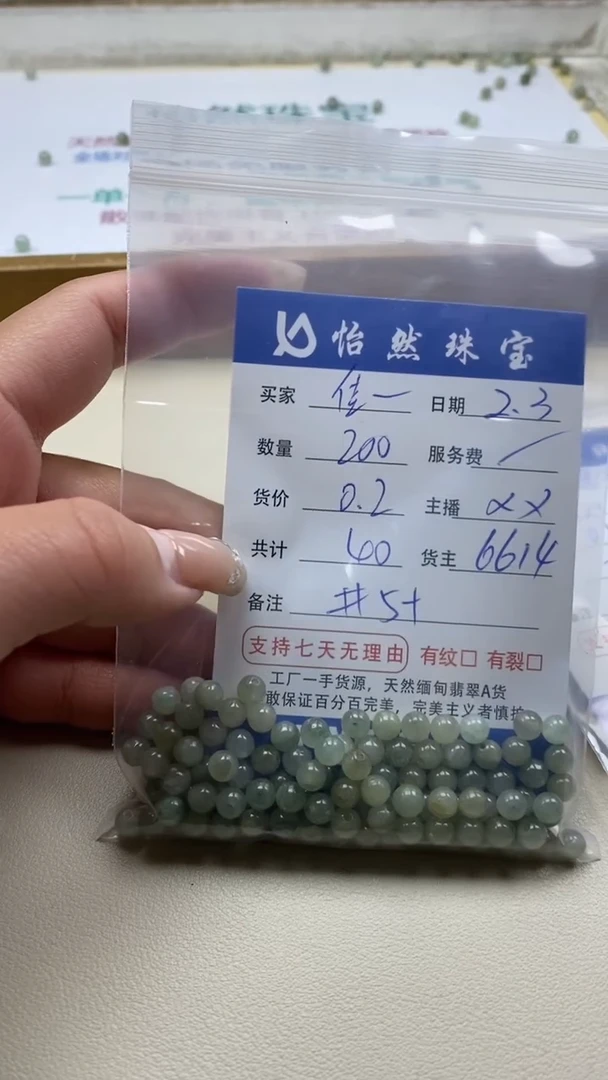 怡然珠宝
买家 佳一 日期 2.3
数量 200 服务费 /
货价 0.2 主播 XX
共计 40 货主 6614
备注 #5+
支持七天无理由 有纹□ 有裂□
工厂一手货源，天然缅甸翡翠A货
敢保证百分百完美，完美主义者慎拍